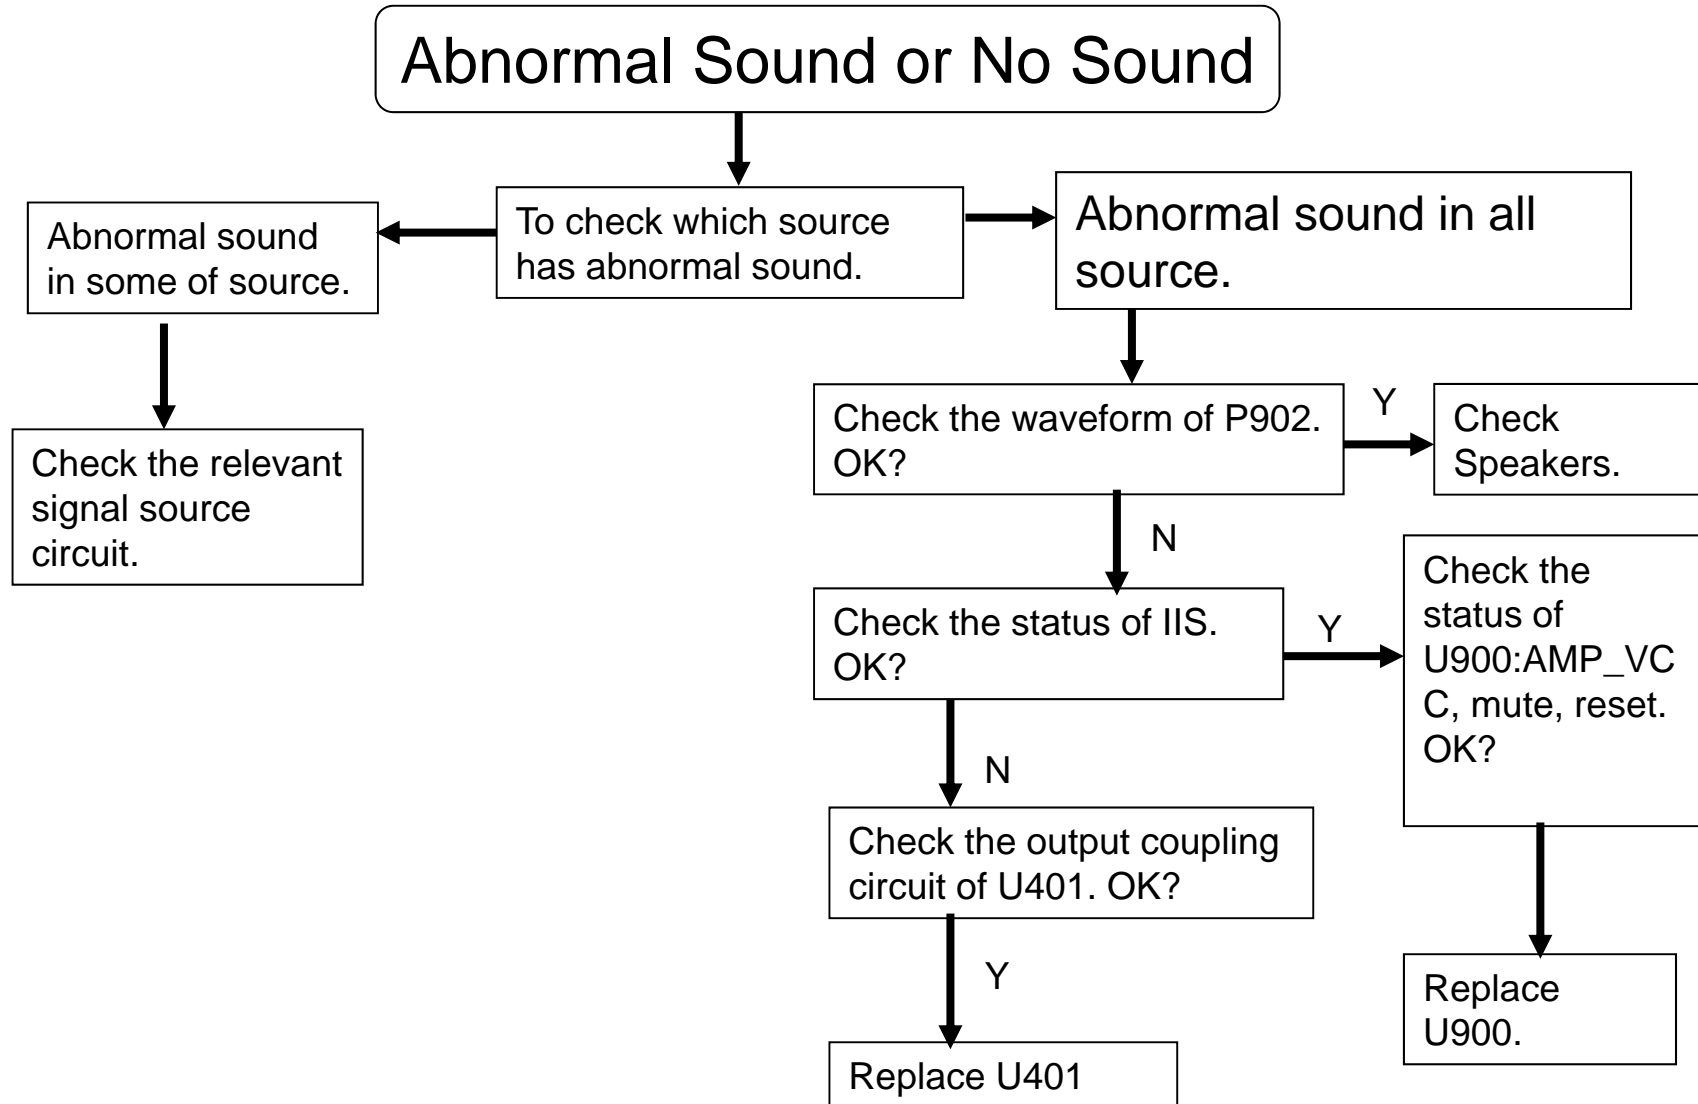 Abnormal Sound or No Sound
To check which source
has abnormal sound.
Abnormal sound
in some of source.
Check the relevant
signal source
circuit.
Abnormal sound in all
source.
Check the waveform of P902.
OK?
Y
Check
Speakers.
N
Check the status of IIS.
OK?
Y
Check the
status of
U900:AMP_VC
C, mute, reset.
OK?
Replace
U900.
N
Check the output coupling
circuit of U401. OK?
Y
Replace U401